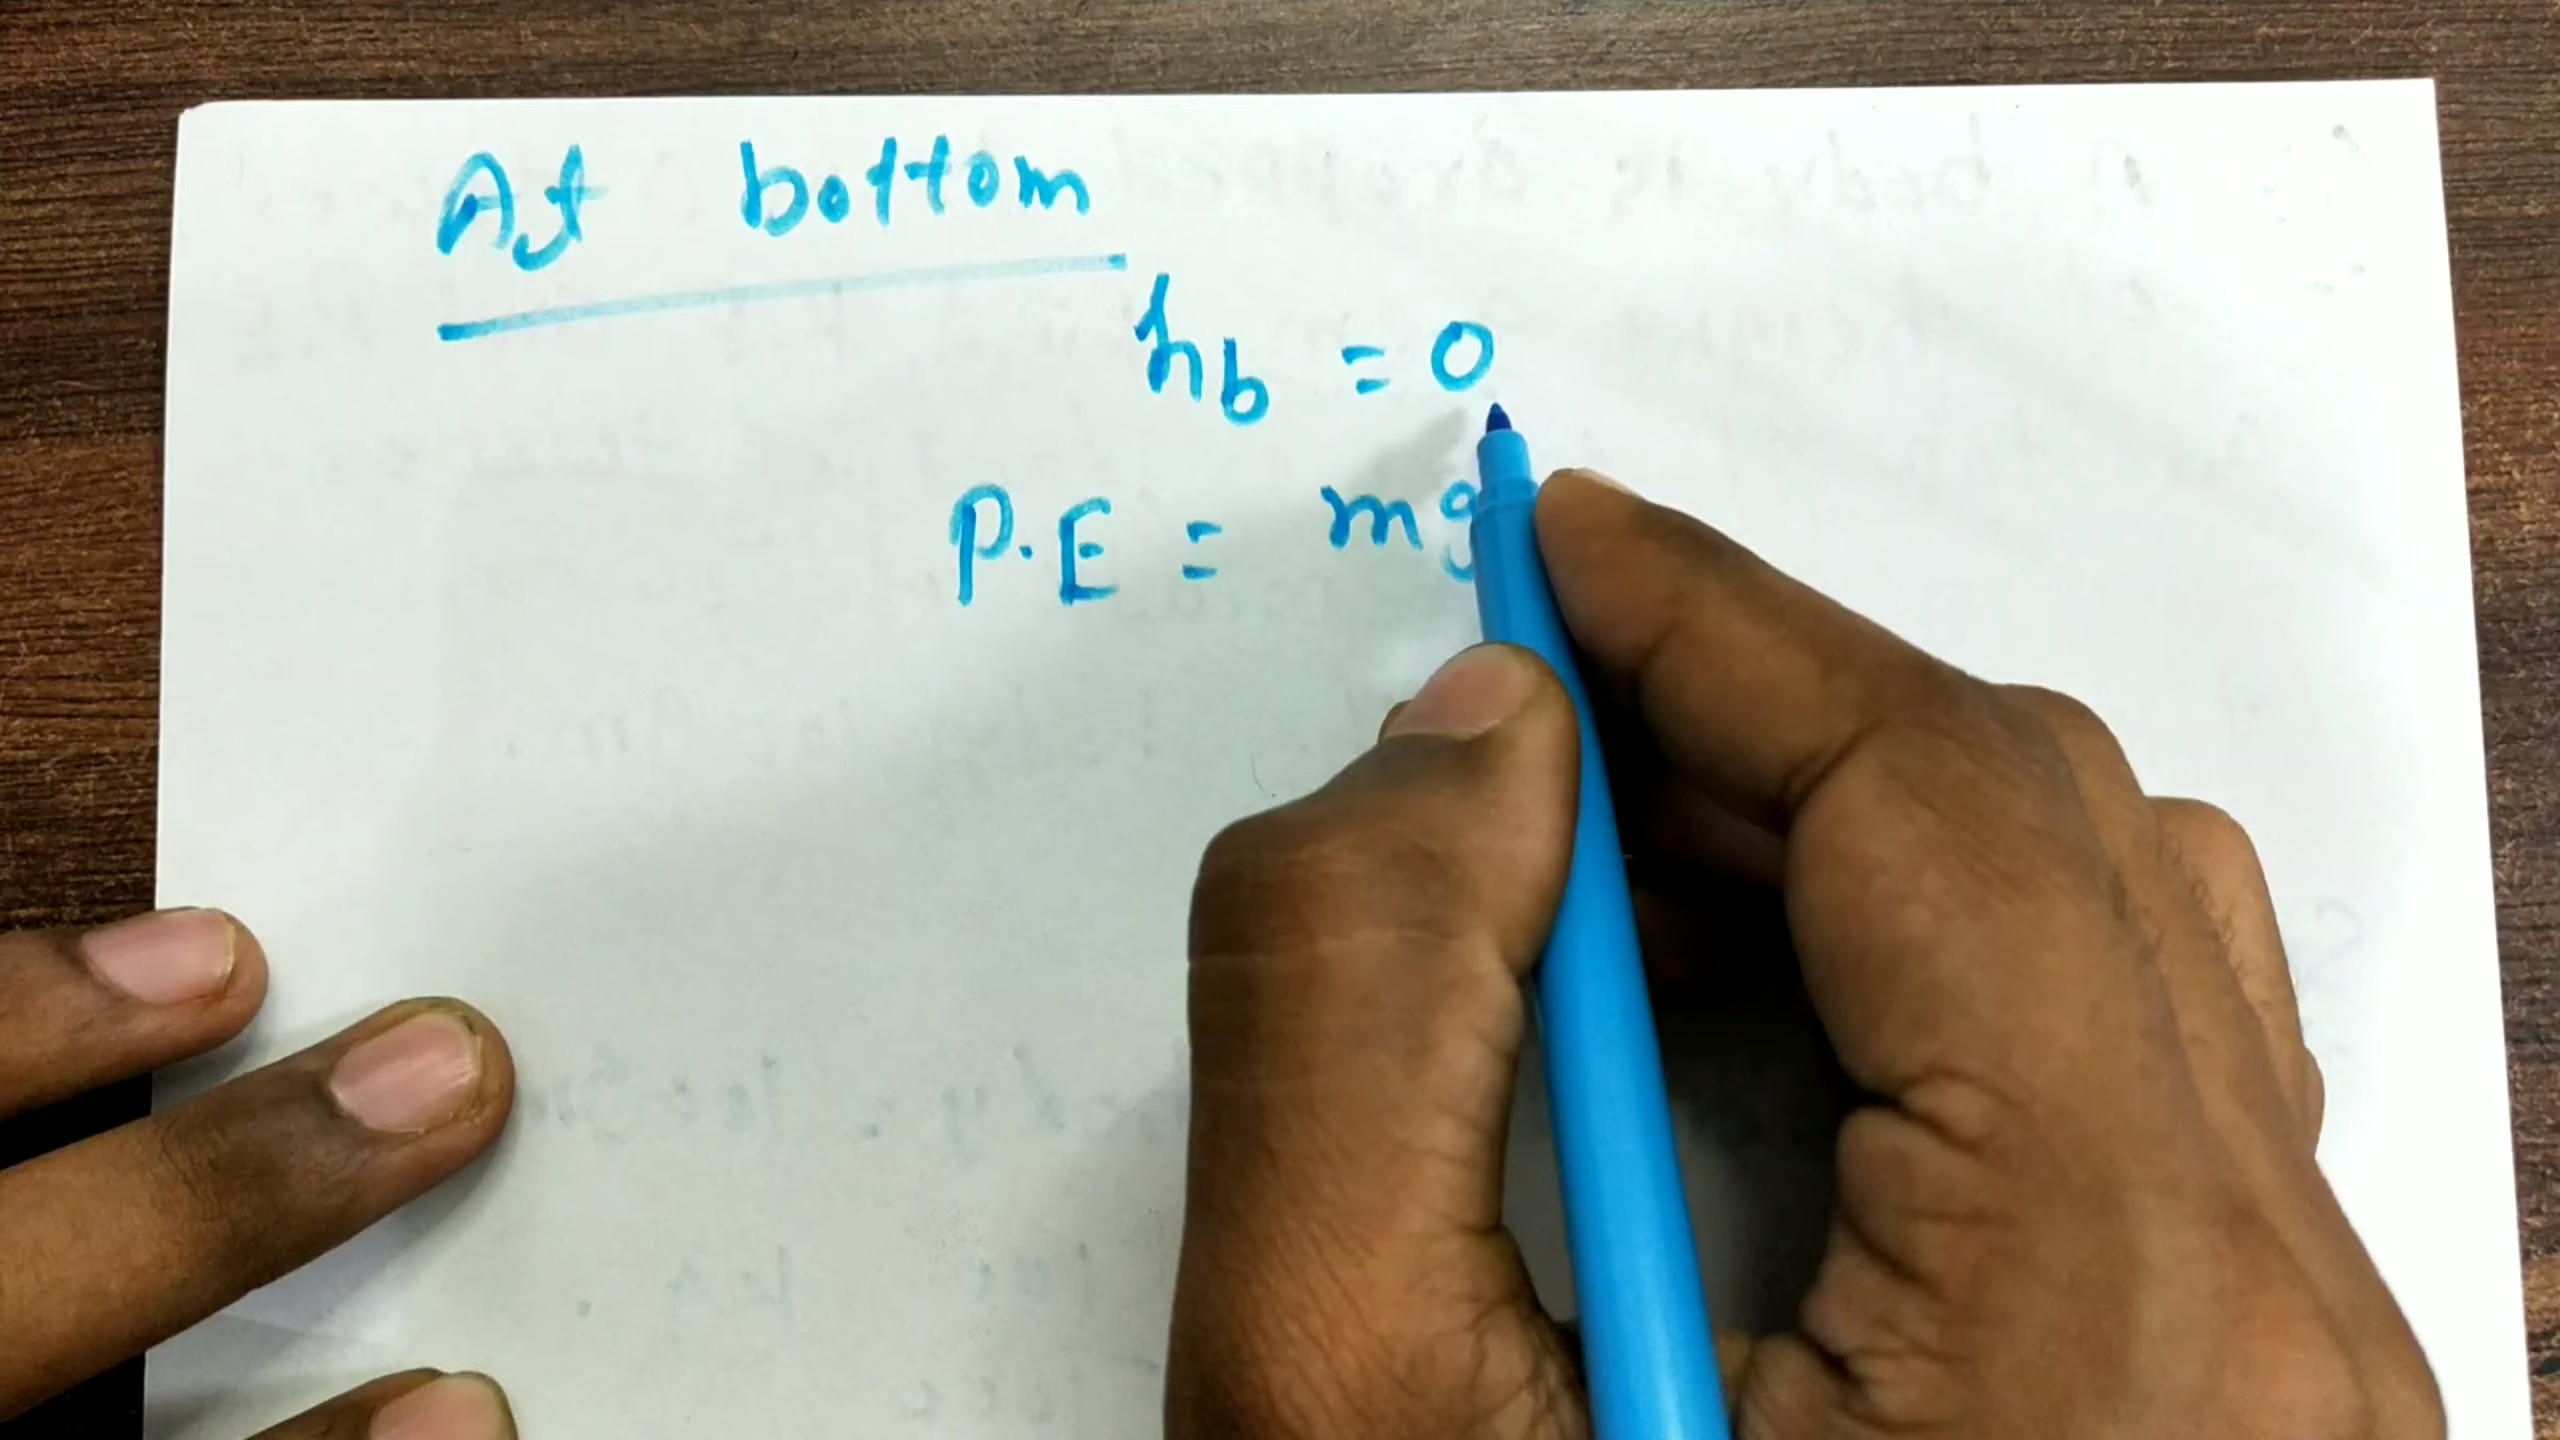 At bottom
hb = 0
P.E = mg